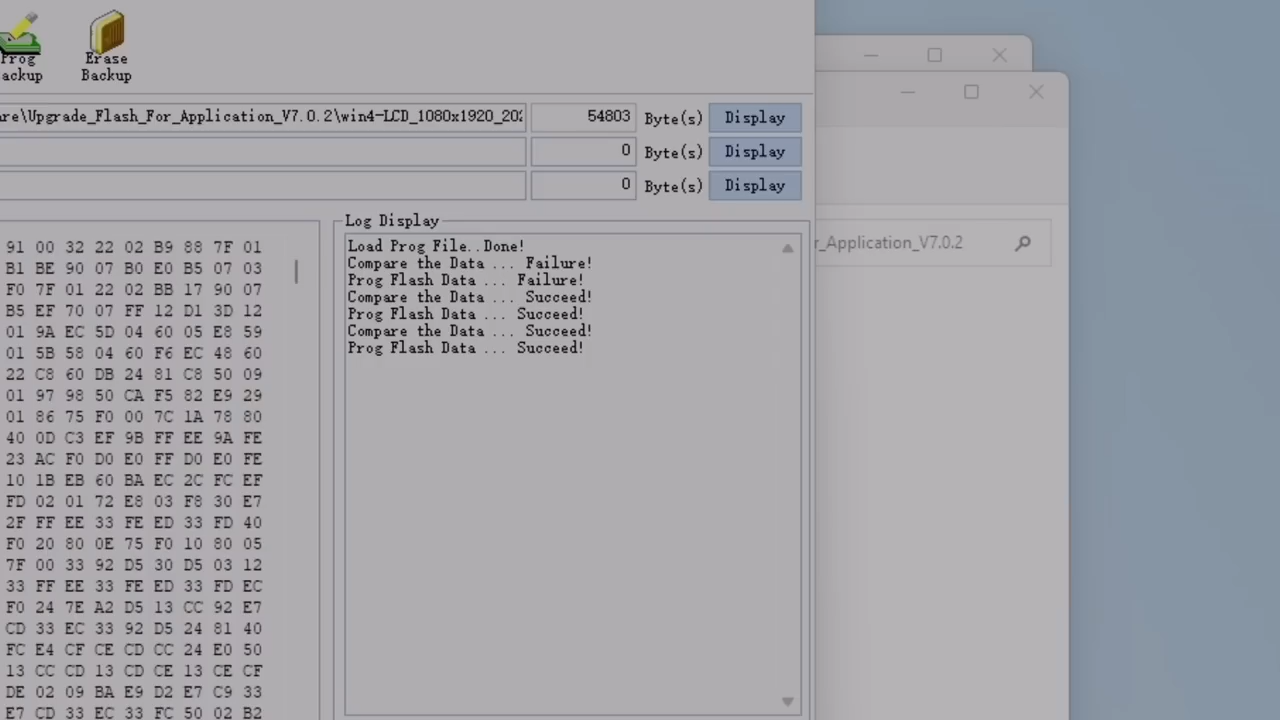 Prog Erase
Backup Backup
are\Upgrade_Flash_For_Application_V7.0.2\win4-LCD_1080x1920_202 54803 Byte(s) Display
0 Byte(s) Display
0 Byte(s) Display
Log Display
r_Application_V7.0.2
Load Prog File..Done!
Compare the Data ... Failure!
Prog Flash Data ... Failure!
Compare the Data ... Succeed!
Prog Flash Data ... Succeed!
Compare the Data ... Succeed!
Prog Flash Data ... Succeed!
91 00 32 22 02 B9 88 7F 01
B1 BE 90 07 B0 E0 B5 07 03
F0 7F 01 22 02 BB 17 90 07
B5 EF 70 07 FF 12 D1 3D 12
01 9A EC 5D 04 60 05 E8 59
01 5B 58 04 60 F6 EC 48 60
22 C8 60 DB 24 81 C8 50 09
01 97 98 50 CA F5 82 E9 29
01 86 75 F0 00 7C 1A 78 80
40 0D C3 EF 9B FF EE 9A FE
23 AC F0 D0 E0 FF D0 E0 FE
10 1B EB 60 BA EC 2C FC EF
FD 02 01 72 E8 03 F8 30 E7
2F FF EE 33 FE ED 33 FD 40
F0 20 80 0E 75 F0 10 80 05
7F 00 33 92 D5 30 D5 03 12
33 FF EE 33 FE ED 33 FD EC
F0 24 7E A2 D5 13 CC 92 E7
CD 33 EC 33 92 D5 24 81 40
FC E4 CF CE CD CC 24 E0 50
13 CC CD 13 CD CE 13 CE CF
DE 02 09 BA E9 D2 E7 C9 33
E7 CD 33 EC 33 FC 50 02 B2